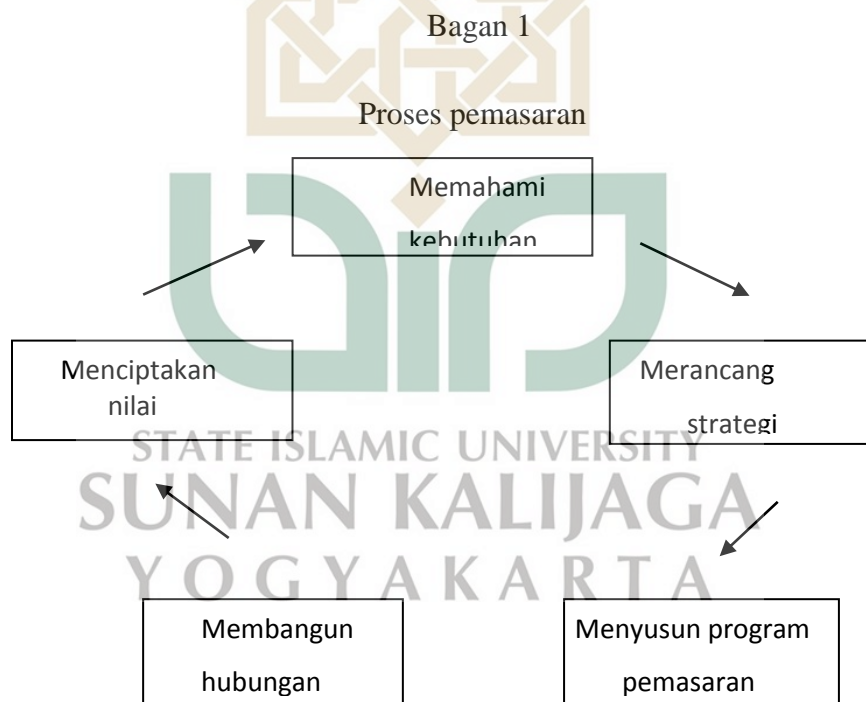 Bagan 1
Proses pemasaran
Memahami
kebutuhan
Menciptakan
nilai
Merancang
strategi
STATE ISLAMIC UNIVERSITY
SUNAN KALIJAGA
YOGYAKARTA
Membangun
hubungan
Menyusun program
pemasaran